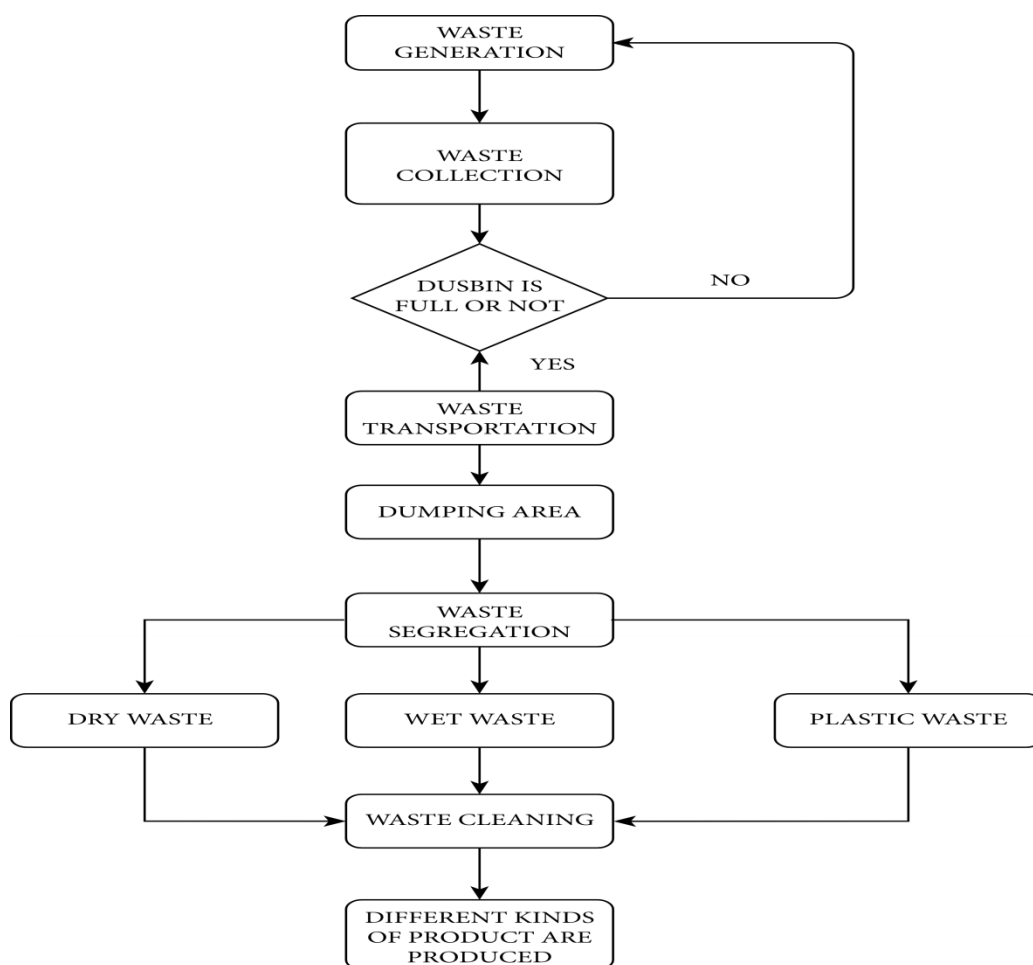 WASTE
GENERATION
WASTE
COLLECTION
DUSBIN IS
FULL OR NOT
NO
YES
WASTE
TRANSPORTATION
DUMPING AREA
WASTE
SEGREGATION
DRY WASTE
WET WASTE
PLASTIC WASTE
WASTE CLEANING
DIFFERENT KINDS
OF PRODUCT ARE
PRODUCED